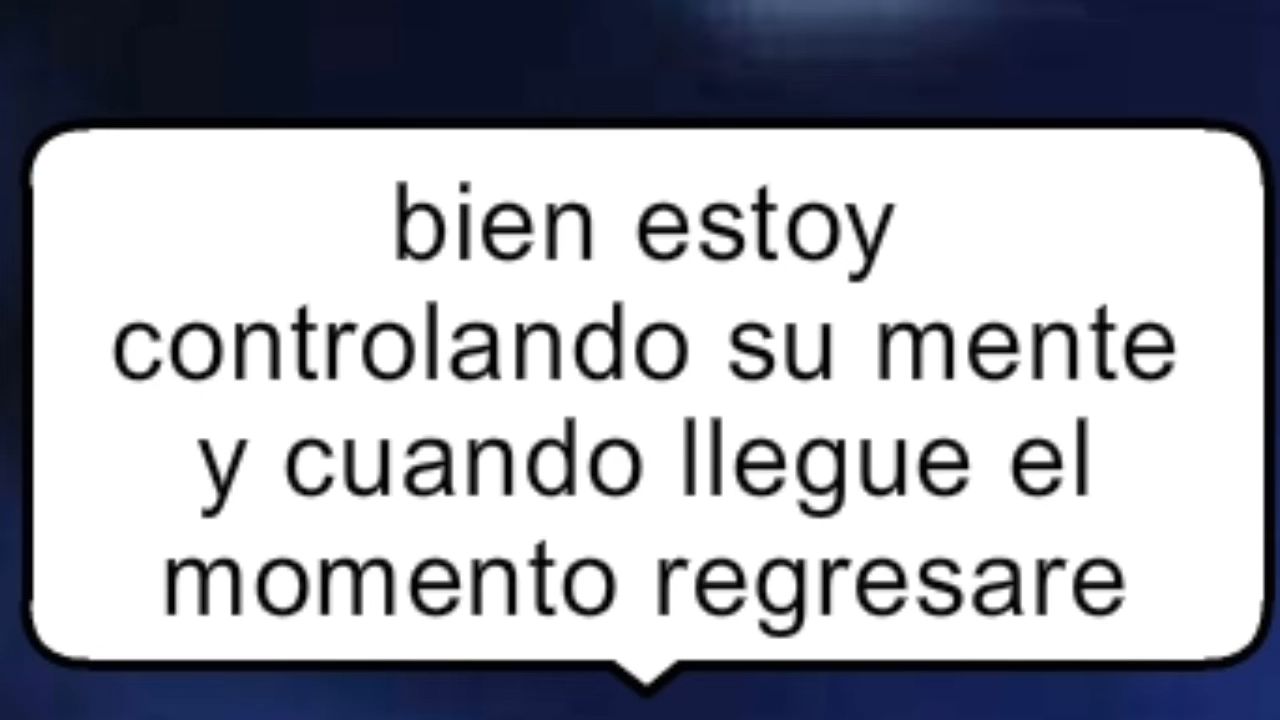 bien estoy
controlando su mente
y cuando llegue el
momento regresare